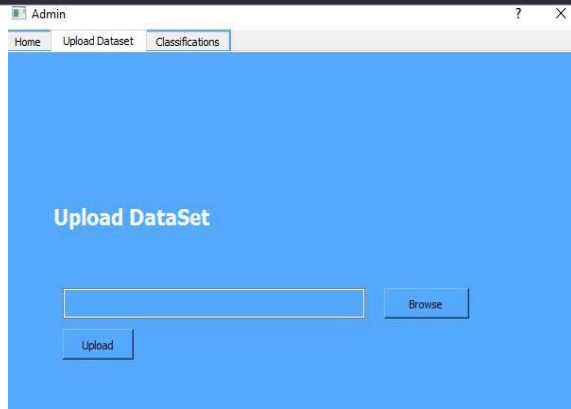 Admin ?
Home Upload Dataset Classifications
Upload DataSet
Browse
Upload